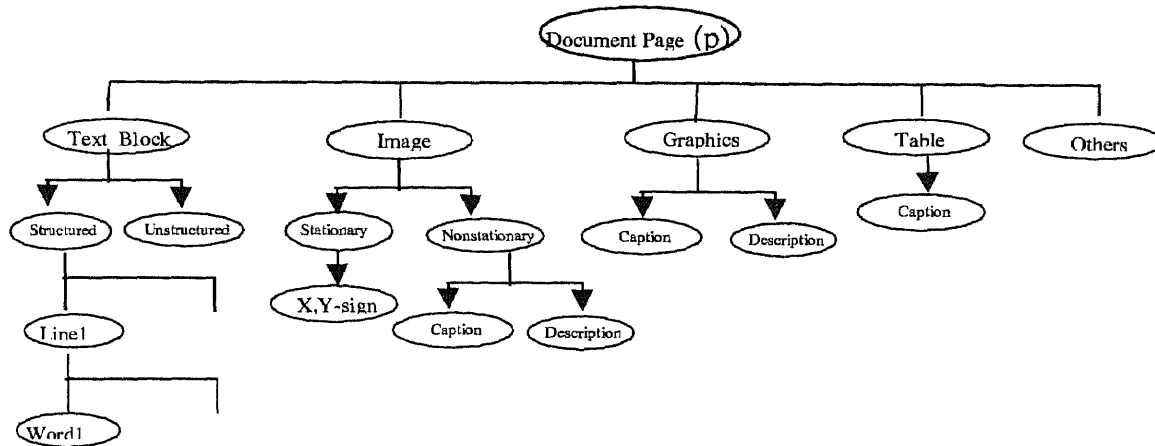 Document Page (p)
Text Block
Image
Graphics
Table
Others
Structured
Unstructured
Stationary
Nonstationary
Caption
Description
Caption
X,Y-sign
Caption
Description
Line1
Word1